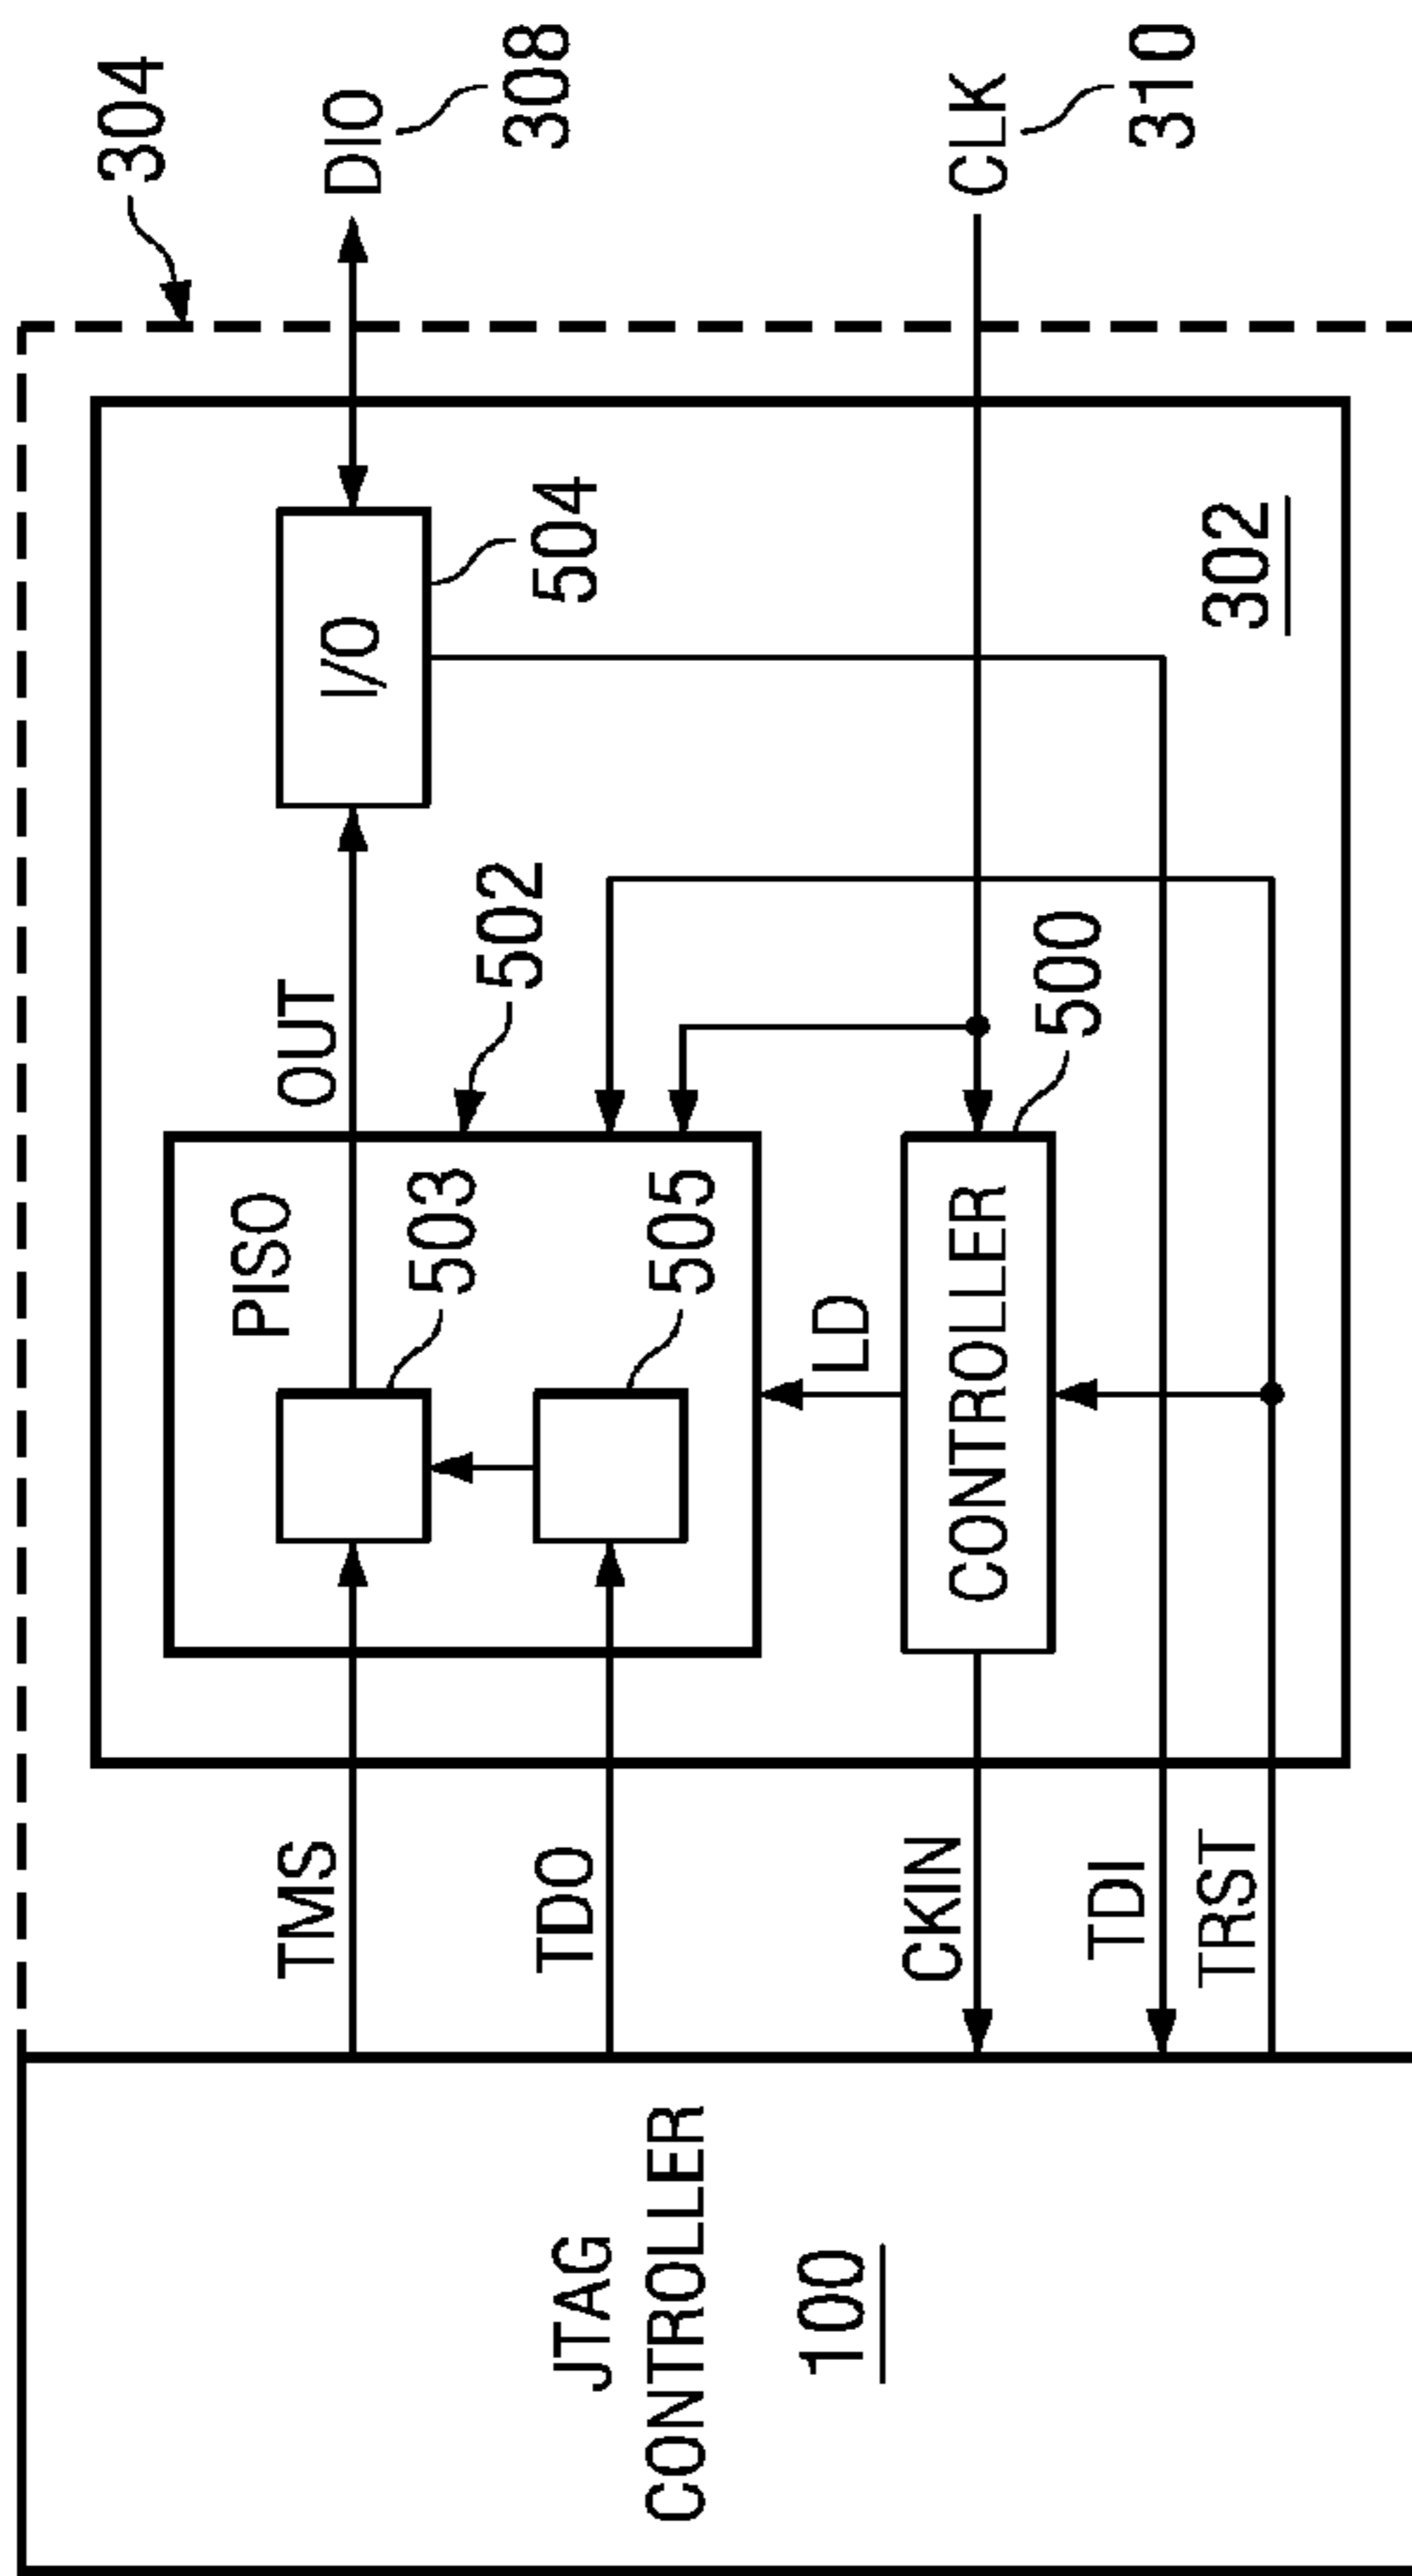 304
DIO
308
CLK
310
I/O
504
302
OUT
502
500
PISO
503
505
LD
CONTROLLER
TMS
TDO
CKIN
TDI
TRST
JTAG
CONTROLLER
100